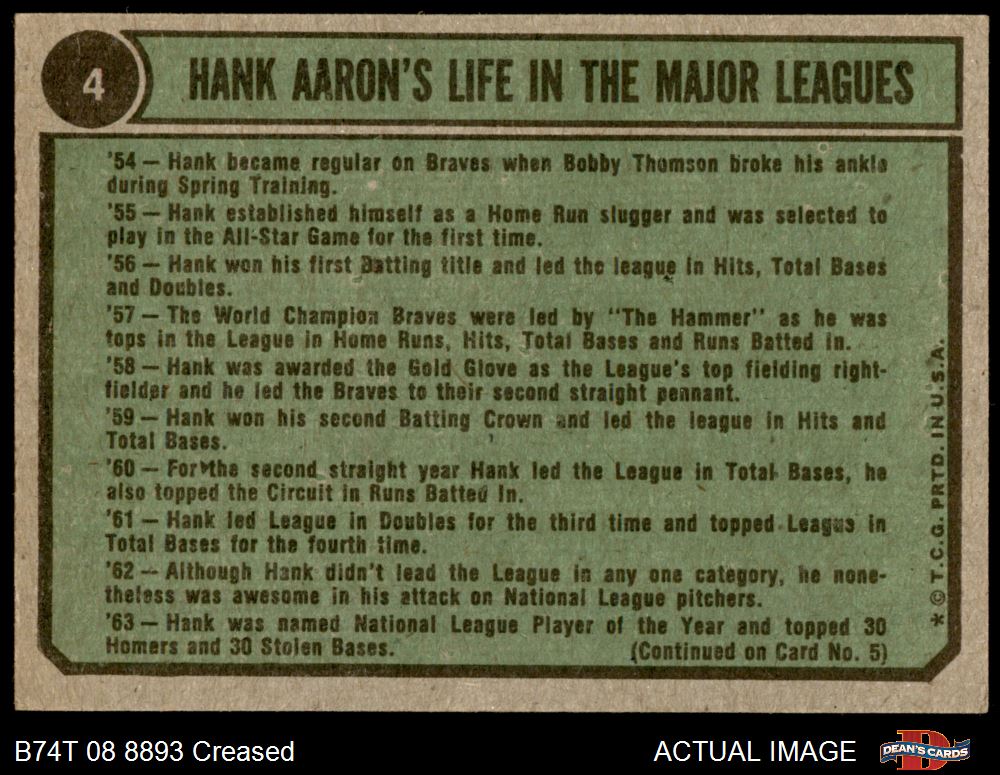 4
HANK AARON'S LIFE IN THE MAJOR LEAGUES
'54 — Hank became regular on Braves when Bobby Thomson broke his ankle
during Spring Training.
'55 — Hank established himself as a Home Run slugger and was selected to
play in the All-Star Game for the first time.
'56 — Hank won his first Batting title and led the league in Hits, Total Bases
and Doubles.
'57 — The World Champion Braves were led by "The Hammer" as he was
tops in the League in Home Runs, Hits, Total Bases and Runs Batted in.
'58 — Hank was awarded the Gold Glove as the League's top fielding right-
fielder and he led the Braves to their second straight pennant.
'59 — Hank won his second Batting Crown and led the league in Hits and
Total Bases.
'60 — For the second straight year Hank led the League in Total Bases, he
also topped the Circuit in Runs Batted In.
'61 — Hank led League in Doubles for the third time and topped League in
Total Bases for the fourth time.
'62 — Although Hank didn't lead the League in any one category, he none-
theless was awesome in his attack on National League pitchers.
'63 — Hank was named National League Player of the Year and topped 30
Homers and 30 Stolen Bases. (Continued on Card No. 5)
* © T.C.G. PRTD. IN U.S.A.
B74T 08 8893 Creased
ACTUAL IMAGE
DEAN'S CARDS